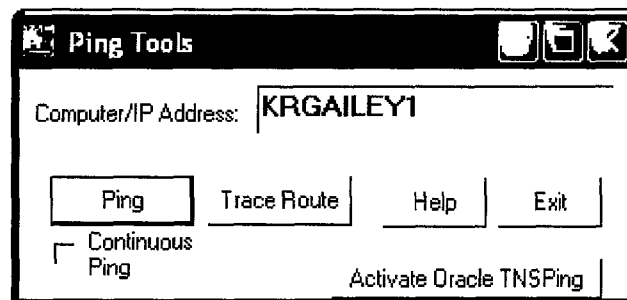 Ping Tools
Computer/IP Address: KRGAILEY1
Ping Trace Route Help Exit
Continuous
Ping
Activate Oracle TNSPing